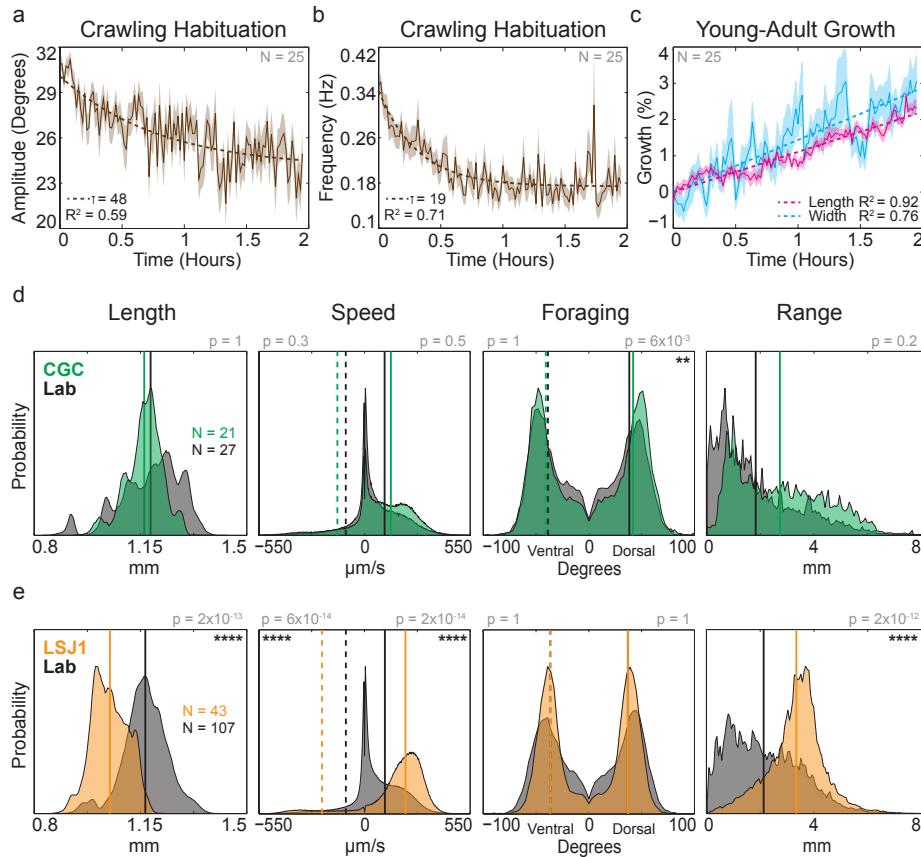 a
Crawling Habituation
N = 25
Amplitude (Degrees)
32
29
26
23
20
τ = 48
R² = 0.59
0 0.5 1 1.5 2
Time (Hours)
b
Crawling Habituation
N = 25
Frequency (Hz)
0.42
0.34
0.26
0.18
0.1
τ = 19
R² = 0.71
0 0.5 1 1.5 2
Time (Hours)
c
Young-Adult Growth
N = 25
Growth (%)
4
3
2
1
0
−1
Length R² = 0.92
Width R² = 0.76
0 0.5 1 1.5 2
Time (Hours)
d
Length
Speed
Foraging
Range
p = 1
p = 0.3
p = 0.5
p = 1
p = 6x10⁻³
p = 0.2
**
CGC
Lab
N = 21
N = 27
Probability
0.8 1.15 1.5
mm
−550 0 550
µm/s
−100 Ventral 0 Dorsal 100
Degrees
0 4 8
mm
e
p = 2x10⁻¹³
p = 6x10⁻¹⁴
p = 2x10⁻¹⁴
p = 1
p = 1
p = 2x10⁻¹²
****
****
****
****
LSJ1
Lab
N = 43
N = 107
Probability
0.8 1.15 1.5
mm
−550 0 550
µm/s
−100 Ventral 0 Dorsal 100
Degrees
0 4 8
mm